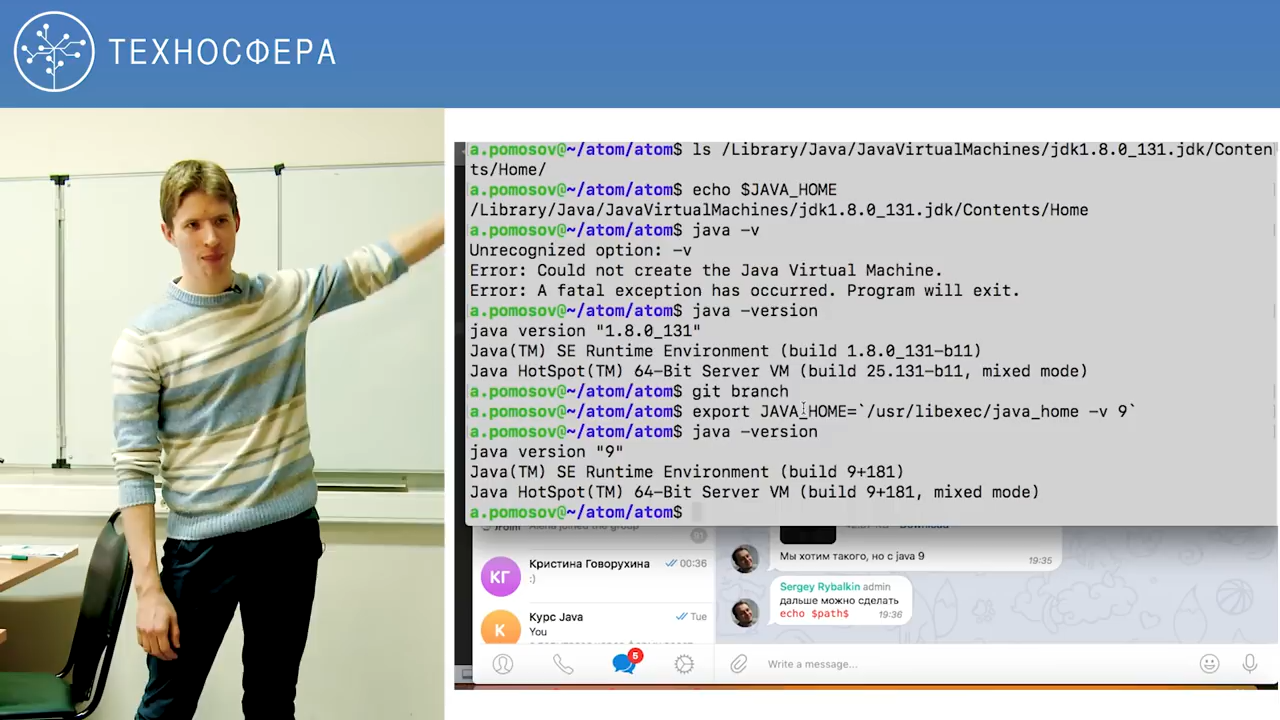 ТЕХНОСФЕРА
a.pomosov@~/atom/atom$ ls /Library/Java/JavaVirtualMachines/jdk1.8.0_131.jdk/Conten
ts/Home/
a.pomosov@~/atom/atom$ echo $JAVA_HOME
/Library/Java/JavaVirtualMachines/jdk1.8.0_131.jdk/Contents/Home
a.pomosov@~/atom/atom$ java -v
Unrecognized option: -v
Error: Could not create the Java Virtual Machine.
Error: A fatal exception has occurred. Program will exit.
a.pomosov@~/atom/atom$ java -version
java version "1.8.0_131"
Java(TM) SE Runtime Environment (build 1.8.0_131-b11)
Java HotSpot(TM) 64-Bit Server VM (build 25.131-b11, mixed mode)
a.pomosov@~/atom/atom$ git branch
a.pomosov@~/atom/atom$ export JAVA_HOME=`/usr/libexec/java_home -v 9`
a.pomosov@~/atom/atom$ java -version
java version "9"
Java(TM) SE Runtime Environment (build 9+181)
Java HotSpot(TM) 64-Bit Server VM (build 9+181, mixed mode)
a.pomosov@~/atom/atom$
Alena joined the group
91
КГ
Кристина Говорухина
00:36
:)
К
Курс Java
Tue
You
5
Download
Мы хотим такого, но с java 9
19:35
Sergey Rybalkin admin
дальше можно сделать
echo $path$
19:36
Write a message...